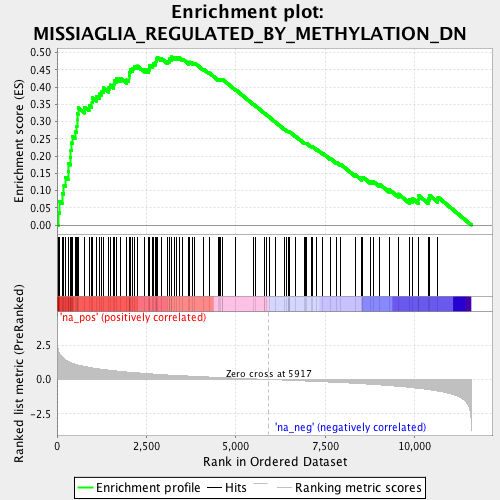 Enrichment plot:
MISSIAGLIA_REGULATED_BY_METHYLATION_DN
Enrichment score (ES)
0.50
0.45
0.40
0.35
0.30
0.25
0.20
0.15
0.10
0.05
0.00
'na_pos' (positively correlated)
Ranked list metric (PreRanked)
2.5
0.0
-2.5
Zero cross at 5917
'na_neg' (negatively correlated)
0
2,500
5,000
7,500
10,000
Rank in Ordered Dataset
Enrichment profile
Hits
Ranking metric scores